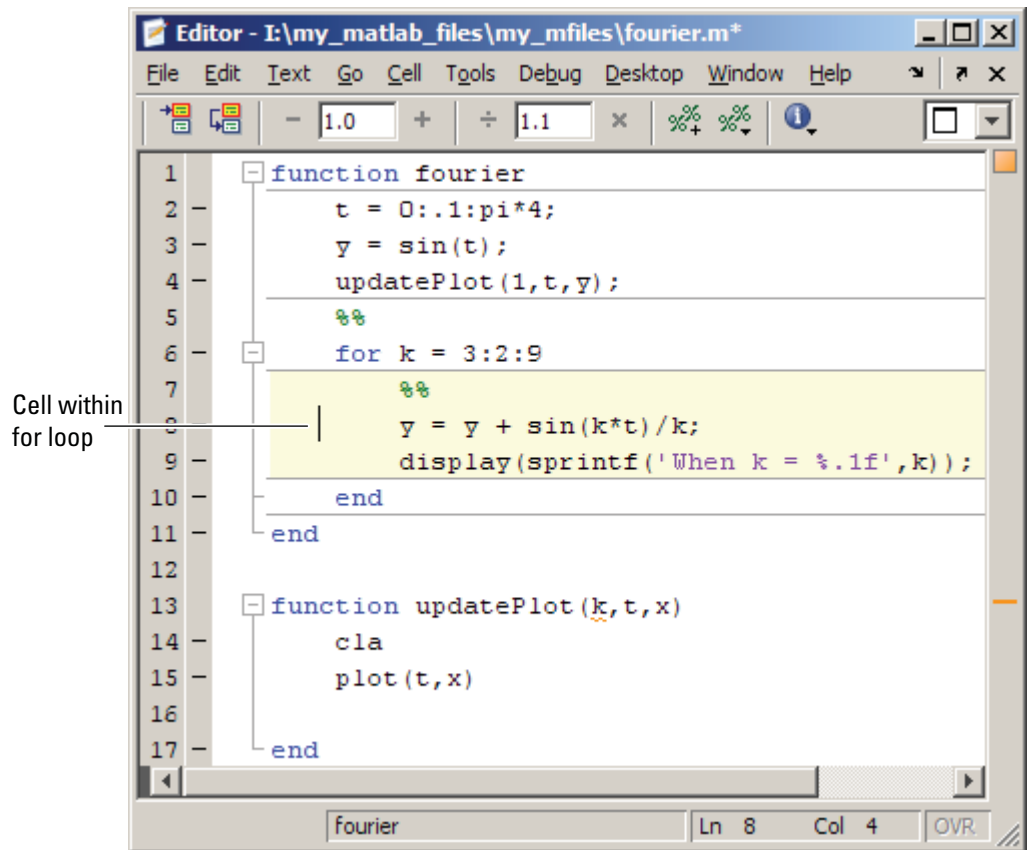 Editor - I:\my_matlab_files\my_mfiles\fourier.m*
File Edit Text Go Cell Tools Debug Desktop Window Help
− 1.0 + ÷ 1.1 ×
1 function fourier
2 − t = 0:.1:pi*4;
3 − y = sin(t);
4 − updatePlot(1,t,y);
5 %%
6 − for k = 3:2:9
7 %%
Cell within
for loop
8 − y = y + sin(k*t)/k;
9 − display(sprintf('When k = %.1f',k));
10 − end
11 − end
12
13 function updatePlot(k,t,x)
14 − cla
15 − plot(t,x)
16
17 − end
fourier Ln 8 Col 4 OVR